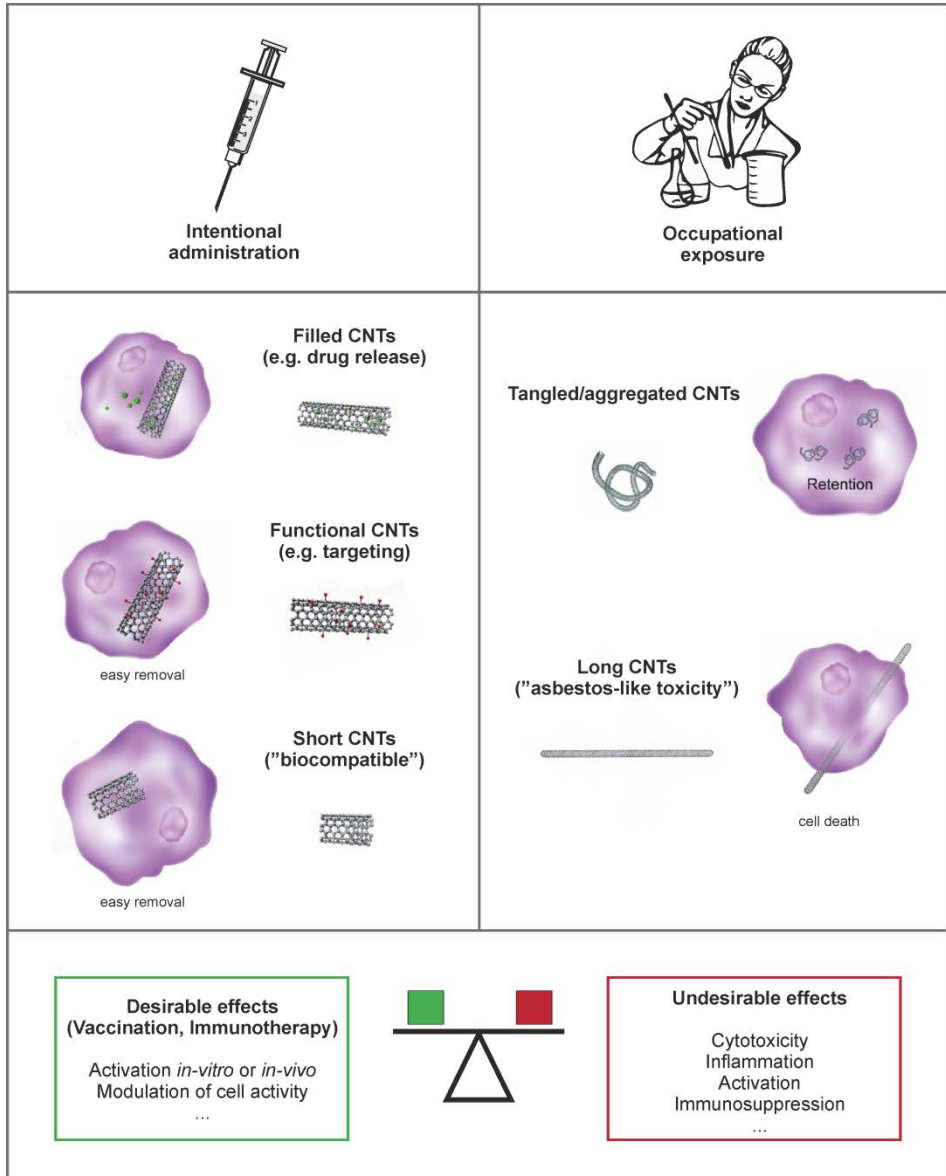 Intentional
administration
Occupational
exposure
Filled CNTs
(e.g. drug release)
Functional CNTs
(e.g. targeting)
easy removal
Short CNTs
(”biocompatible”)
easy removal
Tangled/aggregated CNTs
Retention
Long CNTs
(”asbestos-like toxicity”)
cell death
Desirable effects
(Vaccination, Immunotherapy)
Activation in-vitro or in-vivo
Modulation of cell activity
...
Undesirable effects
Cytotoxicity
Inflammation
Activation
Immunosuppression
...